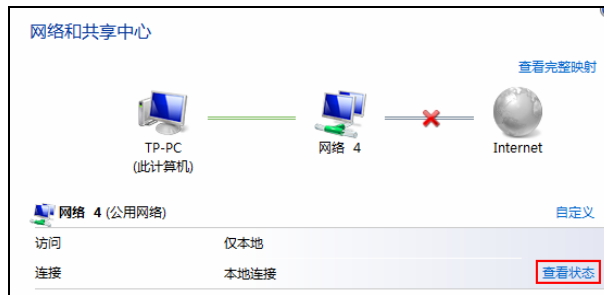 网络和共享中心
查看完整映射
TP-PC
(此计算机)
网络 4
Internet
网络 4 (公用网络)
自定义
访问
仅本地
连接
本地连接
查看状态